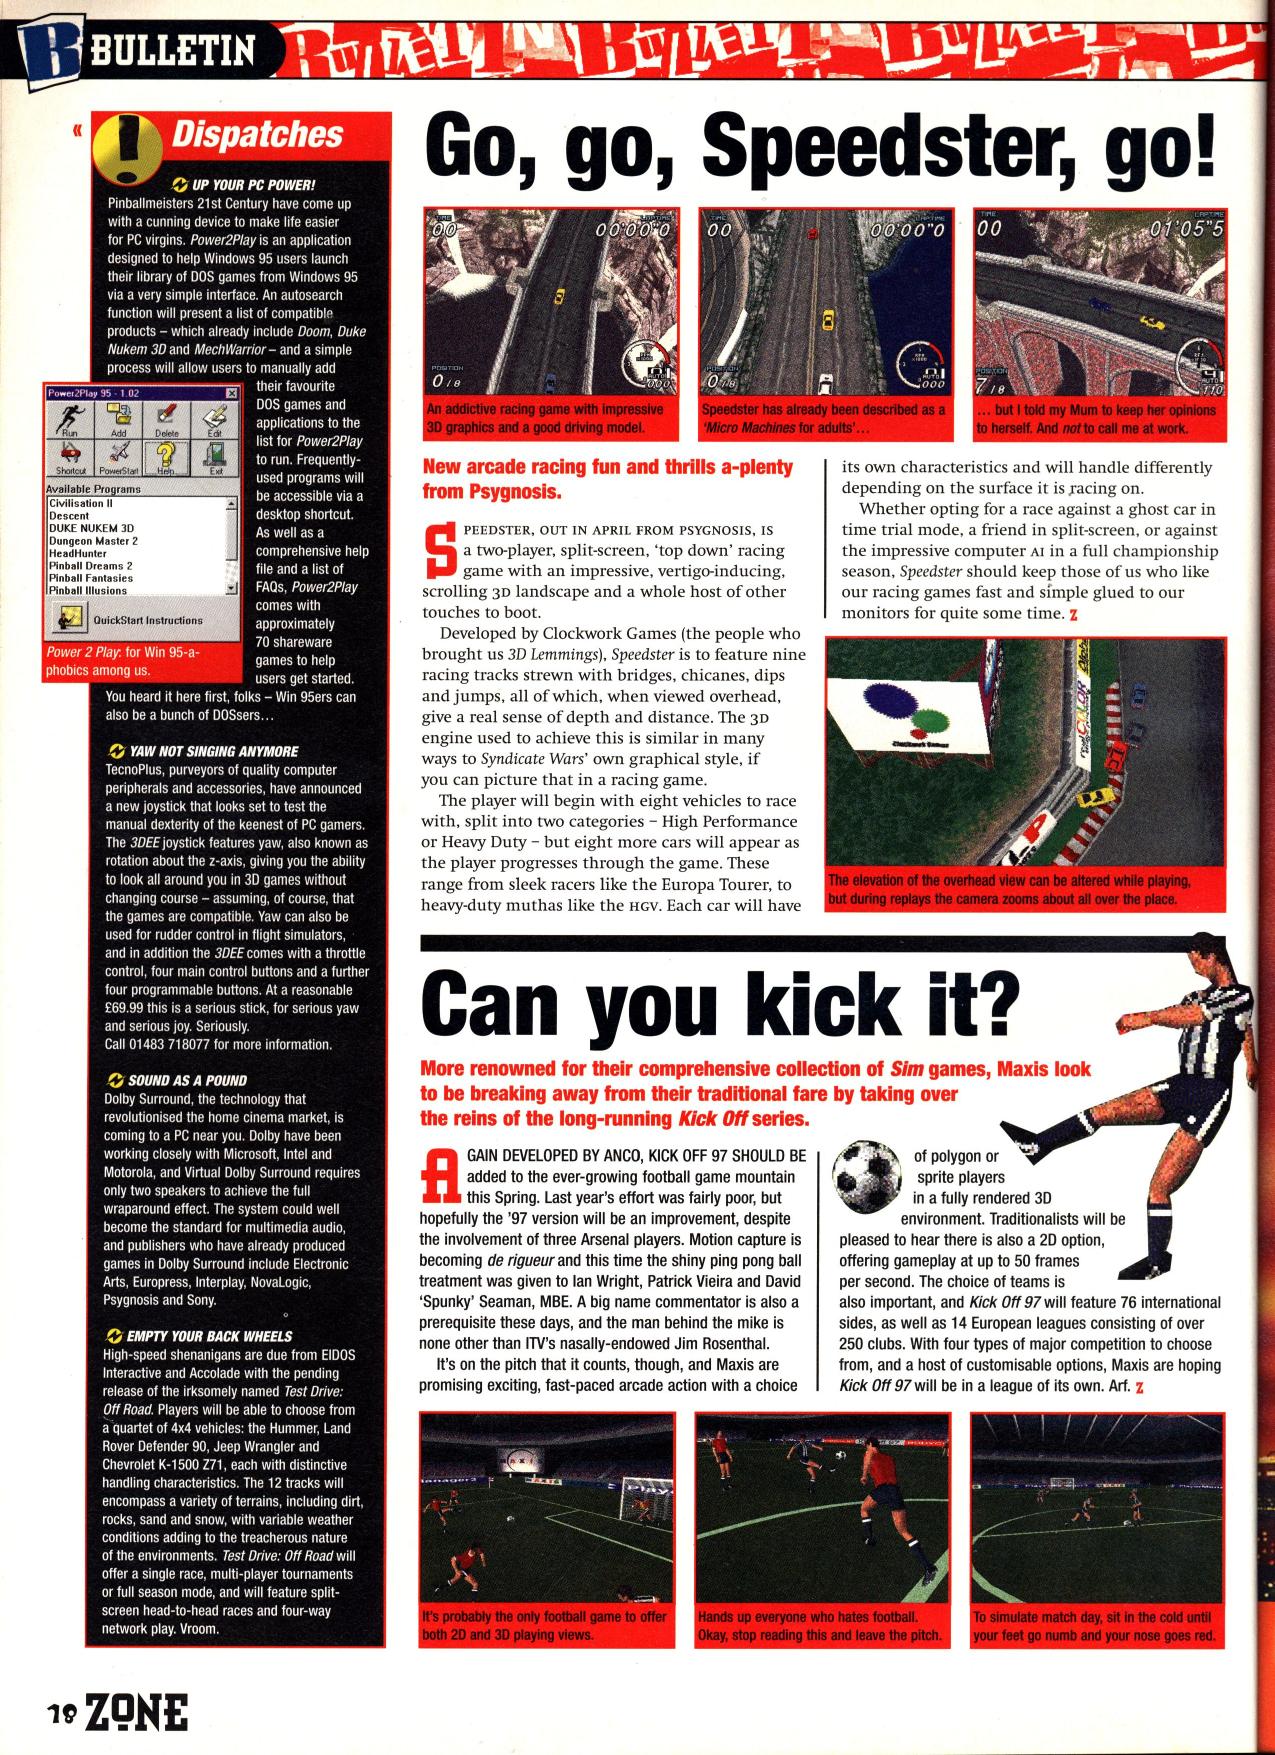 BULLETIN
BULLETIN BULLETIN BULLETIN
«
Dispatches
UP YOUR PC POWER!
Pinballmeisters 21st Century have come up
with a cunning device to make life easier
for PC virgins. Power2Play is an application
designed to help Windows 95 users launch
their library of DOS games from Windows 95
via a very simple interface. An autosearch
function will present a list of compatible
products – which already include Doom, Duke
Nukem 3D and MechWarrior – and a simple
process will allow users to manually add
their favourite
DOS games and
applications to the
list for Power2Play
to run. Frequently-
used programs will
be accessible via a
desktop shortcut.
As well as a
comprehensive help
file and a list of
FAQs, Power2Play
comes with
approximately
70 shareware
games to help
users get started.
You heard it here first, folks – Win 95ers can
also be a bunch of DOSsers…
Power2Play 95 - 1.02
Run Add Delete Edit
Shortcut PowerStart Help Exit
Available Programs
Civilisation II
Descent
DUKE NUKEM 3D
Dungeon Master 2
HeadHunter
Pinball Dreams 2
Pinball Fantasies
Pinball Illusions
QuickStart Instructions
Power 2 Play: for Win 95-a-
phobics among us.
YAW NOT SINGING ANYMORE
TecnoPlus, purveyors of quality computer
peripherals and accessories, have announced
a new joystick that looks set to test the
manual dexterity of the keenest of PC gamers.
The 3DEE joystick features yaw, also known as
rotation about the z-axis, giving you the ability
to look all around you in 3D games without
changing course – assuming, of course, that
the games are compatible. Yaw can also be
used for rudder control in flight simulators,
and in addition the 3DEE comes with a throttle
control, four main control buttons and a further
four programmable buttons. At a reasonable
£69.99 this is a serious stick, for serious yaw
and serious joy. Seriously.
Call 01483 718077 for more information.
SOUND AS A POUND
Dolby Surround, the technology that
revolutionised the home cinema market, is
coming to a PC near you. Dolby have been
working closely with Microsoft, Intel and
Motorola, and Virtual Dolby Surround requires
only two speakers to achieve the full
wraparound effect. The system could well
become the standard for multimedia audio,
and publishers who have already produced
games in Dolby Surround include Electronic
Arts, Europress, Interplay, NovaLogic,
Psygnosis and Sony.
EMPTY YOUR BACK WHEELS
High-speed shenanigans are due from EIDOS
Interactive and Accolade with the pending
release of the irksomely named Test Drive:
Off Road. Players will be able to choose from
a quartet of 4x4 vehicles: the Hummer, Land
Rover Defender 90, Jeep Wrangler and
Chevrolet K-1500 Z71, each with distinctive
handling characteristics. The 12 tracks will
encompass a variety of terrains, including dirt,
rocks, sand and snow, with variable weather
conditions adding to the treacherous nature
of the environments. Test Drive: Off Road will
offer a single race, multi-player tournaments
or full season mode, and will feature split-
screen head-to-head races and four-way
network play. Vroom.
Go, go, Speedster, go!
TIME
00
LAPTIME
00'00"0
POSITION
0/8
AUTO
000
An addictive racing game with impressive
3D graphics and a good driving model.
TIME
00
LAPTIME
00'00"0
POSITION
0/8
AUTO
000
Speedster has already been described as a
'Micro Machines for adults'…
TIME
00
LAPTIME
01'05"5
POSITION
7/8
AUTO
110
… but I told my Mum to keep her opinions
to herself. And not to call me at work.
New arcade racing fun and thrills a-plenty
from Psygnosis.
SPEEDSTER, OUT IN APRIL FROM PSYGNOSIS, IS
a two-player, split-screen, 'top down' racing
game with an impressive, vertigo-inducing,
scrolling 3D landscape and a whole host of other
touches to boot.
Developed by Clockwork Games (the people who
brought us 3D Lemmings), Speedster is to feature nine
racing tracks strewn with bridges, chicanes, dips
and jumps, all of which, when viewed overhead,
give a real sense of depth and distance. The 3D
engine used to achieve this is similar in many
ways to Syndicate Wars' own graphical style, if
you can picture that in a racing game.
The player will begin with eight vehicles to race
with, split into two categories – High Performance
or Heavy Duty – but eight more cars will appear as
the player progresses through the game. These
range from sleek racers like the Europa Tourer, to
heavy-duty muthas like the HGV. Each car will have
its own characteristics and will handle differently
depending on the surface it is racing on.
Whether opting for a race against a ghost car in
time trial mode, a friend in split-screen, or against
the impressive computer AI in a full championship
season, Speedster should keep those of us who like
our racing games fast and simple glued to our
monitors for quite some time. Z
Clockwork Games
The elevation of the overhead view can be altered while playing,
but during replays the camera zooms about all over the place.
Can you kick it?
More renowned for their comprehensive collection of Sim games, Maxis look
to be breaking away from their traditional fare by taking over
the reins of the long-running Kick Off series.
AGAIN DEVELOPED BY ANCO, KICK OFF 97 SHOULD BE
added to the ever-growing football game mountain
this Spring. Last year's effort was fairly poor, but
hopefully the '97 version will be an improvement, despite
the involvement of three Arsenal players. Motion capture is
becoming de rigueur and this time the shiny ping pong ball
treatment was given to Ian Wright, Patrick Vieira and David
'Spunky' Seaman, MBE. A big name commentator is also a
prerequisite these days, and the man behind the mike is
none other than ITV's nasally-endowed Jim Rosenthal.
It's on the pitch that it counts, though, and Maxis are
promising exciting, fast-paced arcade action with a choice
of polygon or
sprite players
in a fully rendered 3D
environment. Traditionalists will be
pleased to hear there is also a 2D option,
offering gameplay at up to 50 frames
per second. The choice of teams is
also important, and Kick Off 97 will feature 76 international
sides, as well as 14 European leagues consisting of over
250 clubs. With four types of major competition to choose
from, and a host of customisable options, Maxis are hoping
Kick Off 97 will be in a league of its own. Arf. Z
It's probably the only football game to offer
both 2D and 3D playing views.
Hands up everyone who hates football.
Okay, stop reading this and leave the pitch.
To simulate match day, sit in the cold until
your feet go numb and your nose goes red.
18 ZONE